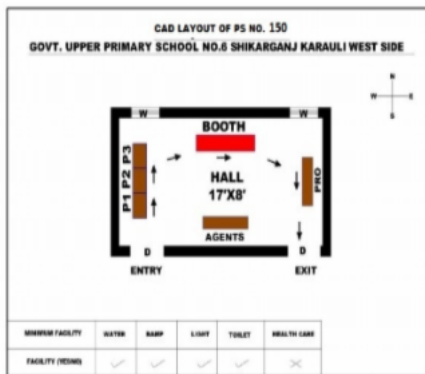 CAD LAYOUT OF PS NO. 150
GOVT. UPPER PRIMARY SCHOOL NO.6 SHIKARGANJ KARAULI WEST SIDE
N
W E
S
W W
BOOTH
P1 P2 P3
HALL
17'X8'
PRO
AGENTS
D D
ENTRY EXIT
MINIMUM FACILITY WATER RAMP LIGHT TOILET HEALTH CARE
FACILITY (YES/NO) ✓ ✓ ✓ ✓ ✗